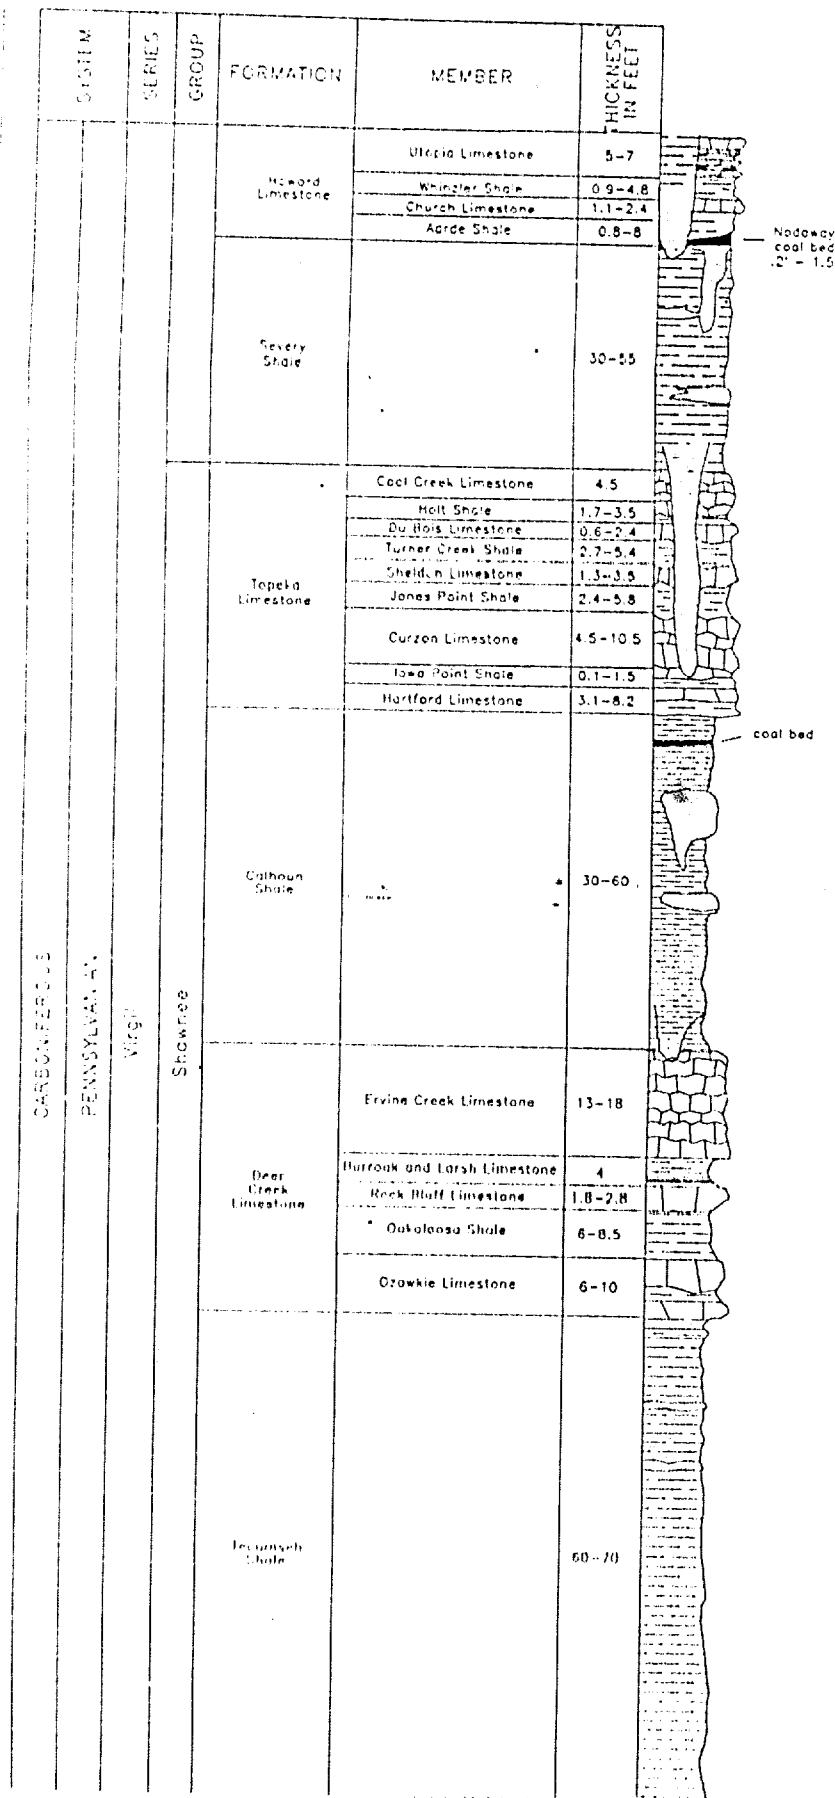 SYSTEM
SERIES
GROUP
FORMATION
MEMBER
THICKNESS
IN FEET
CARBONIFEROUS
PENNSYLVANIAN
Virgil
Shawnee
Howard
Limestone
Utopia Limestone
5-7
Whingler Shale
0.9-4.8
Church Limestone
1.1-2.4
Aarde Shale
0.8-8
Nodaway
coal bed
.2' - 1.5
Severy
Shale
30-55
Topeka
Limestone
Coal Creek Limestone
4.5
Holt Shale
1.7-3.5
Du Bois Limestone
0.6-2.4
Turner Creek Shale
2.7-5.4
Sheldon Limestone
1.3-3.5
Jones Point Shale
2.4-5.8
Curzon Limestone
4.5-10.5
Iowa Point Shale
0.1-1.5
Hartford Limestone
3.1-8.2
coal bed
Calhoun
Shale
30-60
Deer
Creek
Limestone
Ervine Creek Limestone
13-18
Burroak and Larsh Limestone
4
Rock Bluff Limestone
1.8-2.8
Oskaloosa Shale
6-8.5
Ozawkie Limestone
6-10
Tecumseh
Shale
60-70